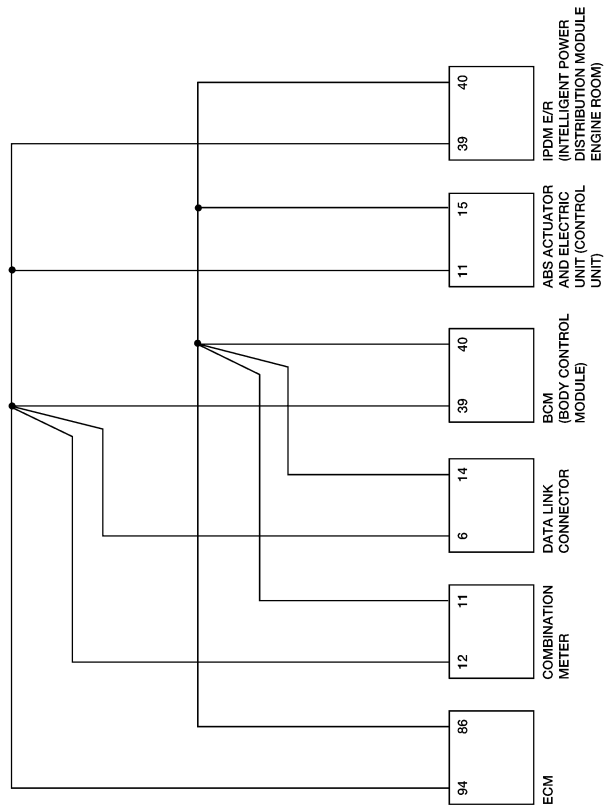 94
86
ECM
12
11
COMBINATION
METER
6
14
DATA LINK
CONNECTOR
39
40
BCM
(BODY CONTROL
MODULE)
11
15
ABS ACTUATOR
AND ELECTRIC
UNIT (CONTROL
UNIT)
39
40
IPDM E/R
(INTELLIGENT POWER
DISTRIBUTION MODULE
ENGINE ROOM)